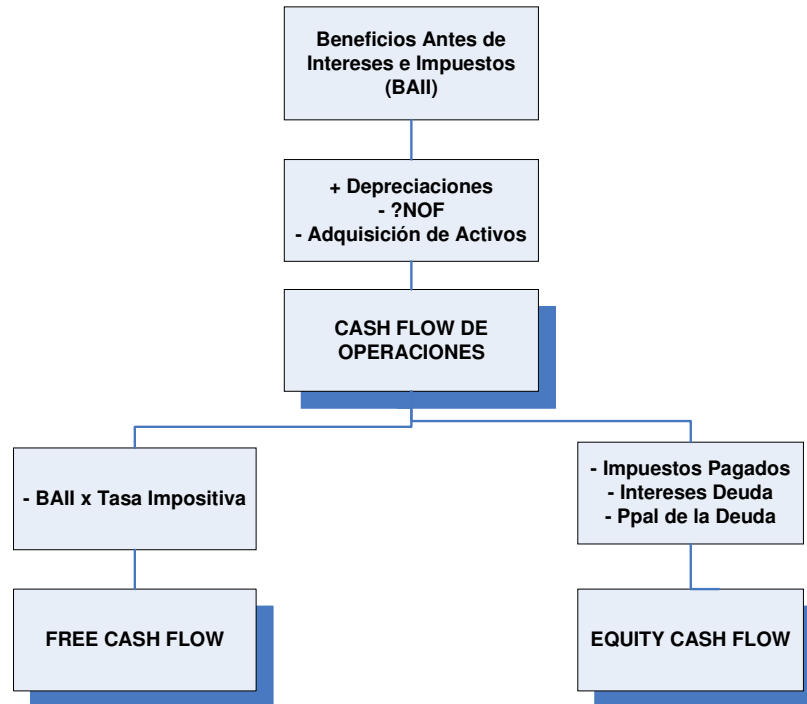 Beneficios Antes de
Intereses e Impuestos
(BAII)
+ Depreciaciones
- ?NOF
- Adquisición de Activos
CASH FLOW DE
OPERACIONES
- BAII x Tasa Impositiva
- Impuestos Pagados
- Intereses Deuda
- Ppal de la Deuda
FREE CASH FLOW
EQUITY CASH FLOW